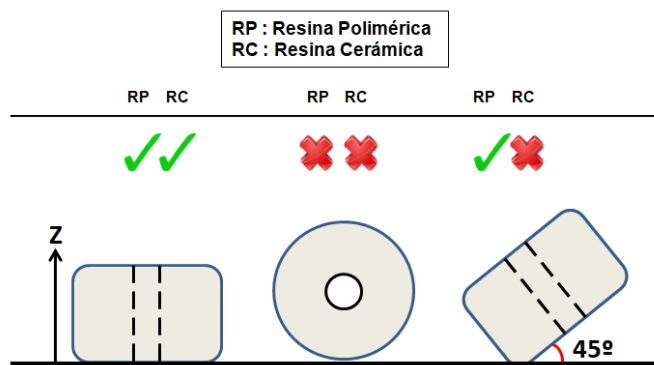 RP : Resina Polimérica
RC : Resina Cerámica
RP RC RP RC RP RC
Z
45º